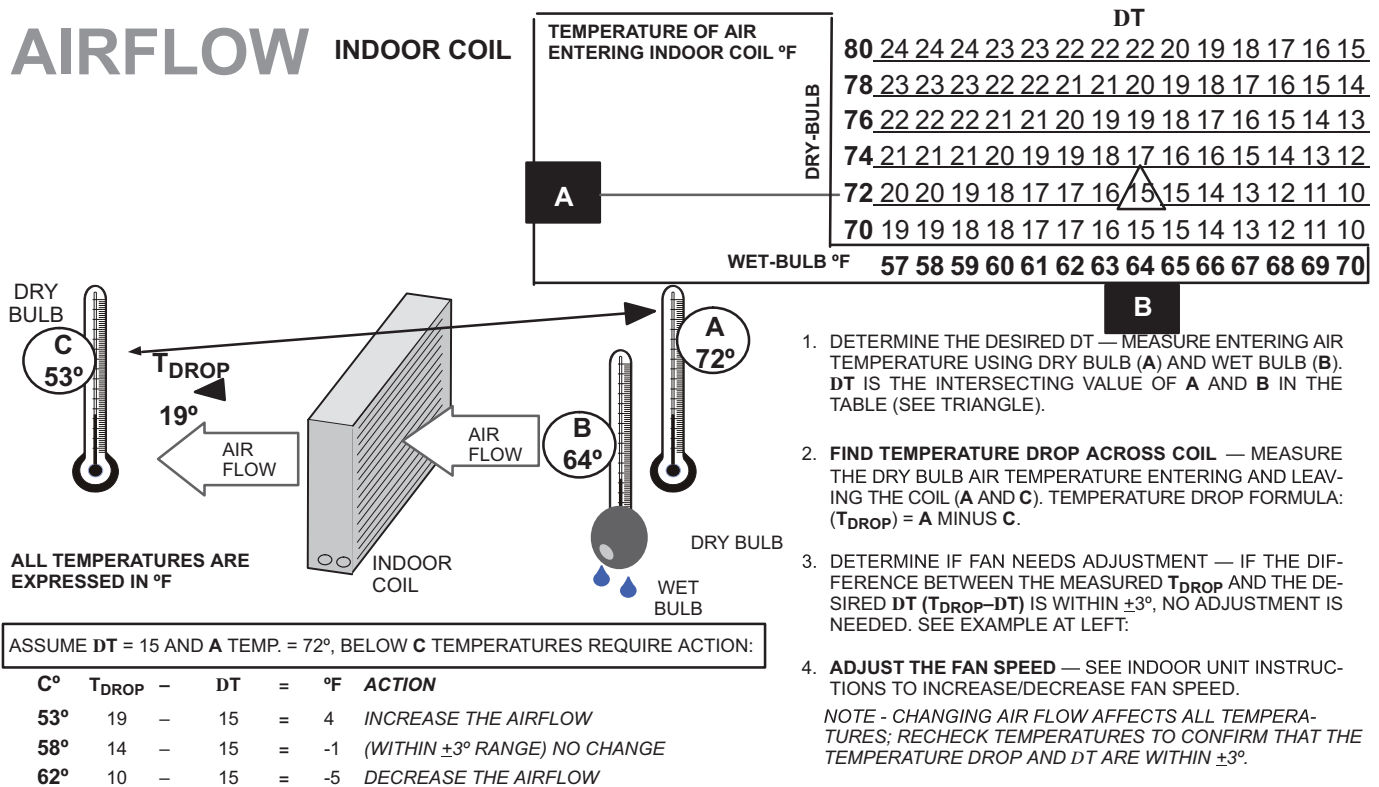 AIRFLOW INDOOR COIL
TEMPERATURE OF AIR
ENTERING INDOOR COIL ºF
DT
DRY-BULB
80 24 24 24 23 23 22 22 22 20 19 18 17 16 15
78 23 23 23 22 22 21 21 20 19 18 17 16 15 14
76 22 22 22 21 21 20 19 19 18 17 16 15 14 13
74 21 21 21 20 19 19 18 17 16 16 15 14 13 12
A
72 20 20 19 18 17 17 16 15 15 14 13 12 11 10
70 19 19 18 18 17 17 16 15 15 14 13 12 11 10
WET-BULB ºF 57 58 59 60 61 62 63 64 65 66 67 68 69 70
B
DRY
BULB
C
53º
TDROP
19º
AIR
FLOW
AIR
FLOW
A
72º
B
64º
DRY BULB
WET
BULB
INDOOR
COIL
ALL TEMPERATURES ARE
EXPRESSED IN ºF
1. DETERMINE THE DESIRED DT — MEASURE ENTERING AIR
TEMPERATURE USING DRY BULB (A) AND WET BULB (B).
DT IS THE INTERSECTING VALUE OF A AND B IN THE
TABLE (SEE TRIANGLE).
2. FIND TEMPERATURE DROP ACROSS COIL — MEASURE
THE DRY BULB AIR TEMPERATURE ENTERING AND LEAV-
ING THE COIL (A AND C). TEMPERATURE DROP FORMULA:
(TDROP) = A MINUS C.
3. DETERMINE IF FAN NEEDS ADJUSTMENT — IF THE DIF-
FERENCE BETWEEN THE MEASURED TDROP AND THE DE-
SIRED DT (TDROP–DT) IS WITHIN ±3º, NO ADJUSTMENT IS
NEEDED. SEE EXAMPLE AT LEFT:
4. ADJUST THE FAN SPEED — SEE INDOOR UNIT INSTRUC-
TIONS TO INCREASE/DECREASE FAN SPEED.
NOTE - CHANGING AIR FLOW AFFECTS ALL TEMPERA-
TURES; RECHECK TEMPERATURES TO CONFIRM THAT THE
TEMPERATURE DROP AND DT ARE WITHIN ±3º.
ASSUME DT = 15 AND A TEMP. = 72º, BELOW C TEMPERATURES REQUIRE ACTION:
Cº TDROP – DT = ºF ACTION
53º 19 – 15 = 4 INCREASE THE AIRFLOW
58º 14 – 15 = -1 (WITHIN ±3º RANGE) NO CHANGE
62º 10 – 15 = -5 DECREASE THE AIRFLOW